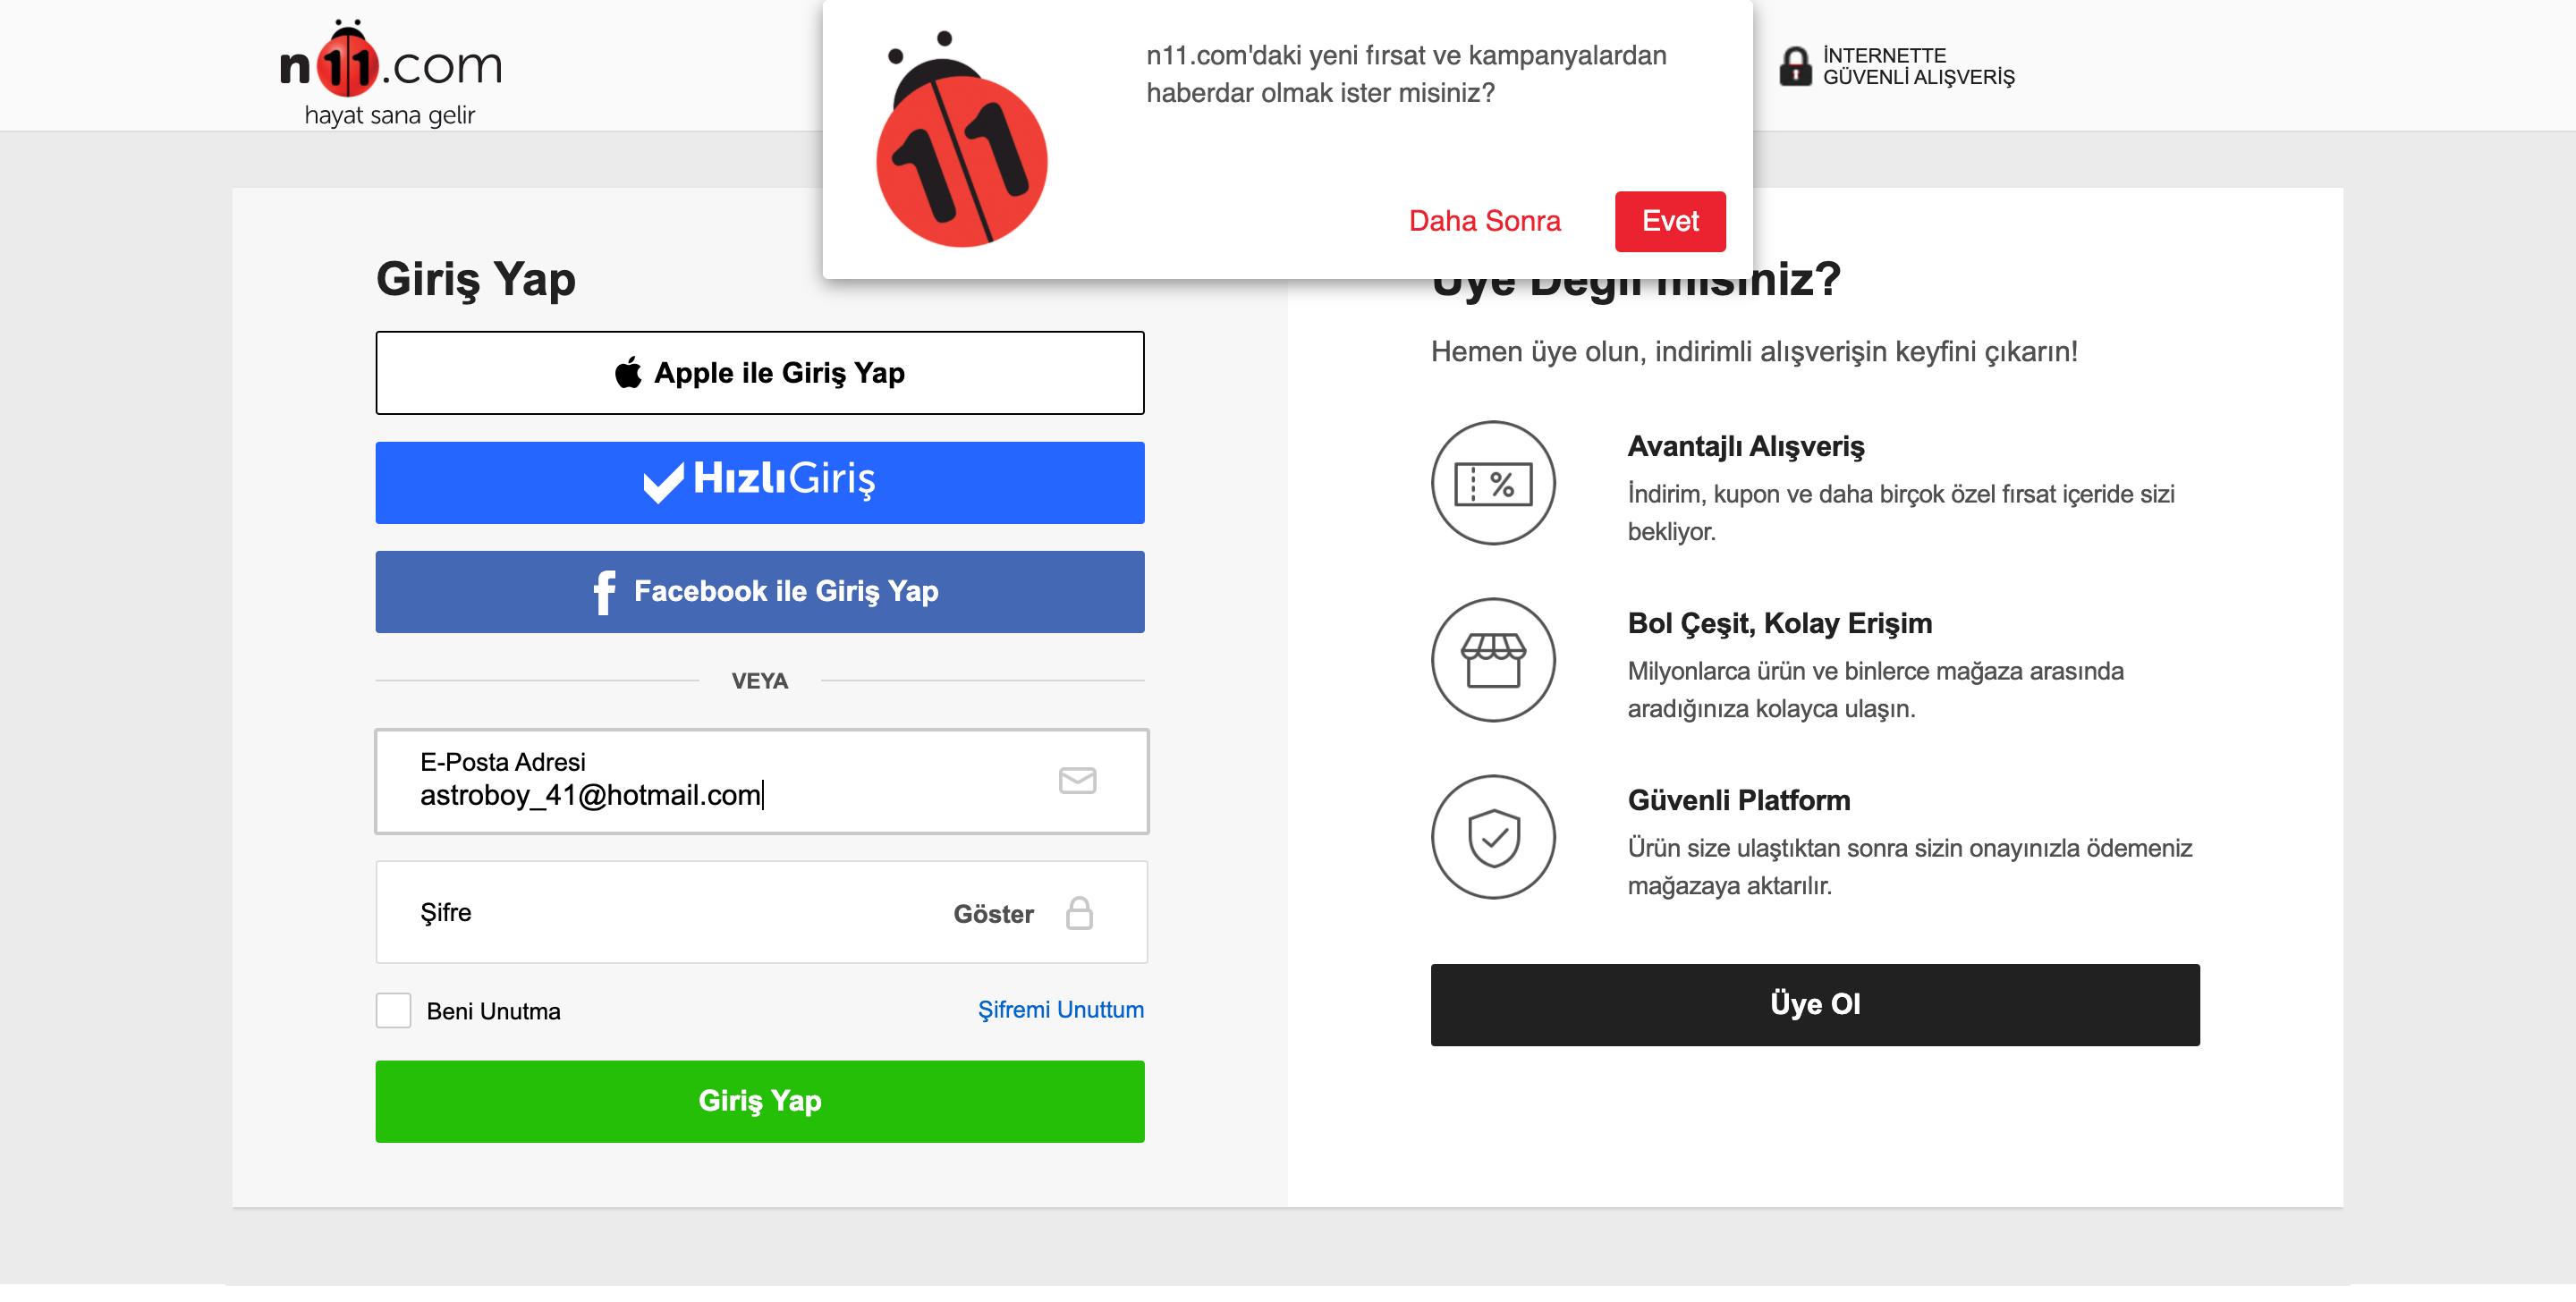 n11.com
hayat sana gelir
11
n11.com'daki yeni fırsat ve kampanyalardan
haberdar olmak ister misiniz?
Daha Sonra
Evet
İNTERNETTE
GÜVENLİ ALIŞVERİŞ
Giriş Yap
Apple ile Giriş Yap
HızlıGiriş
Facebook ile Giriş Yap
VEYA
E-Posta Adresi
astroboy_41@hotmail.com
Şifre
Göster
Beni Unutma
Şifremi Unuttum
Giriş Yap
Üye Değil misiniz?
Hemen üye olun, indirimli alışverişin keyfini çıkarın!
%
Avantajlı Alışveriş
İndirim, kupon ve daha birçok özel fırsat içeride sizi
bekliyor.
Bol Çeşit, Kolay Erişim
Milyonlarca ürün ve binlerce mağaza arasında
aradığınıza kolayca ulaşın.
Güvenli Platform
Ürün size ulaştıktan sonra sizin onayınızla ödemeniz
mağazaya aktarılır.
Üye Ol